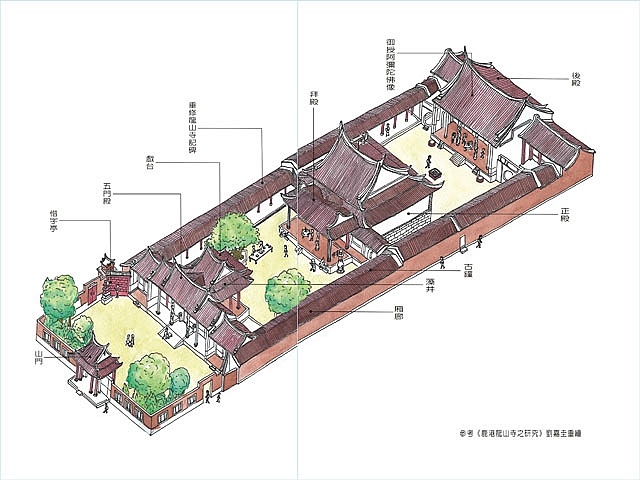 御授阿彌陀佛像
後殿
拜殿
重修龍山寺記碑
戲台
五門殿
惜字亭
正殿
古鐘
藻井
廂廊
山門
參考《鹿港龍山寺之研究》劉嘉圭重繪